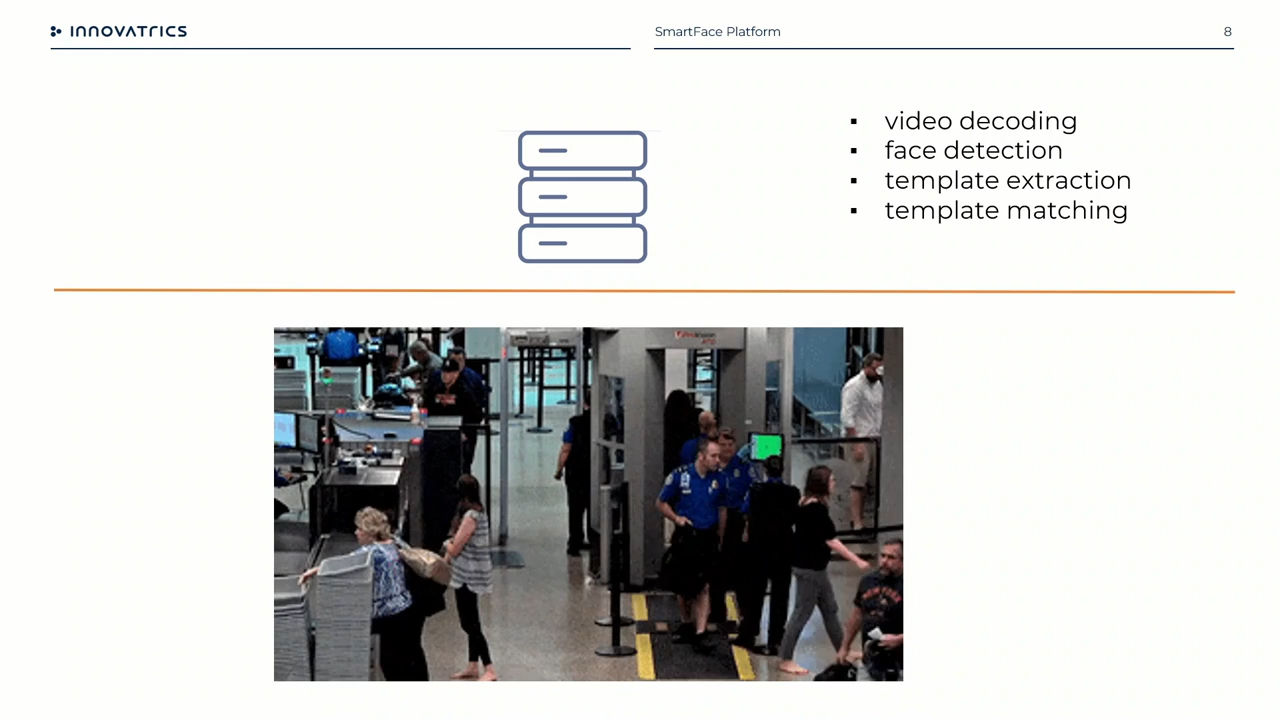 INNOVATRICS
SmartFace Platform
8
video decoding
face detection
template extraction
template matching